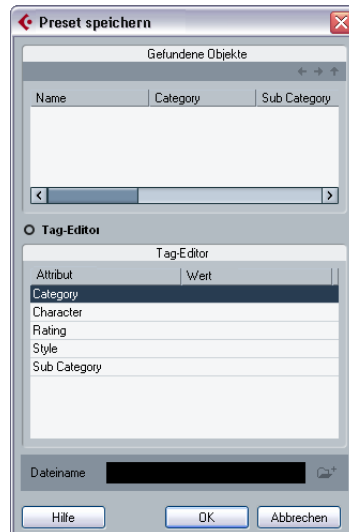 Preset speichern
Gefundene Objekte
Name Category Sub Category
Tag-Editor
Tag-Editor
Attribut Wert
Category
Character
Rating
Style
Sub Category
Dateiname
Hilfe OK Abbrechen